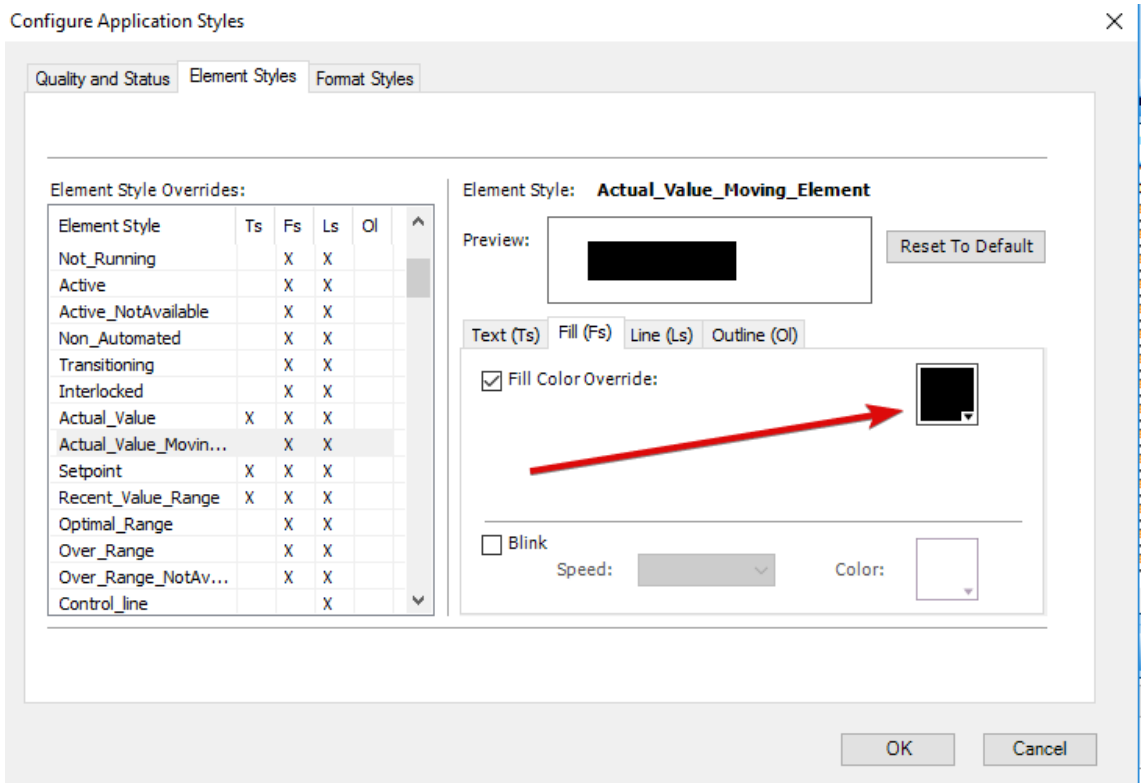 Configure Application Styles
Quality and Status Element Styles Format Styles
Element Style Overrides:
Element Style Ts Fs Ls Ol
Not_Running X X
Active X X
Active_NotAvailable X X
Non_Automated X X
Transitioning X X
Interlocked X X
Actual_Value X X X
Actual_Value_Movin... X X
Setpoint X X X
Recent_Value_Range X X X
Optimal_Range X X
Over_Range X X
Over_Range_NotAv... X X
Control_line X
Element Style: Actual_Value_Moving_Element
Preview:
Reset To Default
Text (Ts) Fill (Fs) Line (Ls) Outline (Ol)
Fill Color Override:
Blink
Speed: Color:
OK Cancel